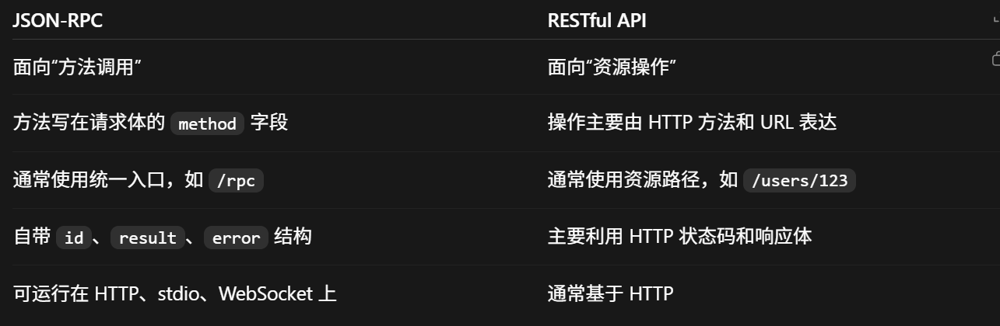 JSON-RPC
RESTful API
面向“方法调用”
面向“资源操作”
方法写在请求体的 method 字段
操作主要由 HTTP 方法和 URL 表达
通常使用统一入口，如 /rpc
通常使用资源路径，如 /users/123
自带 id、result、error 结构
主要利用 HTTP 状态码和响应体
可运行在 HTTP、stdio、WebSocket 上
通常基于 HTTP